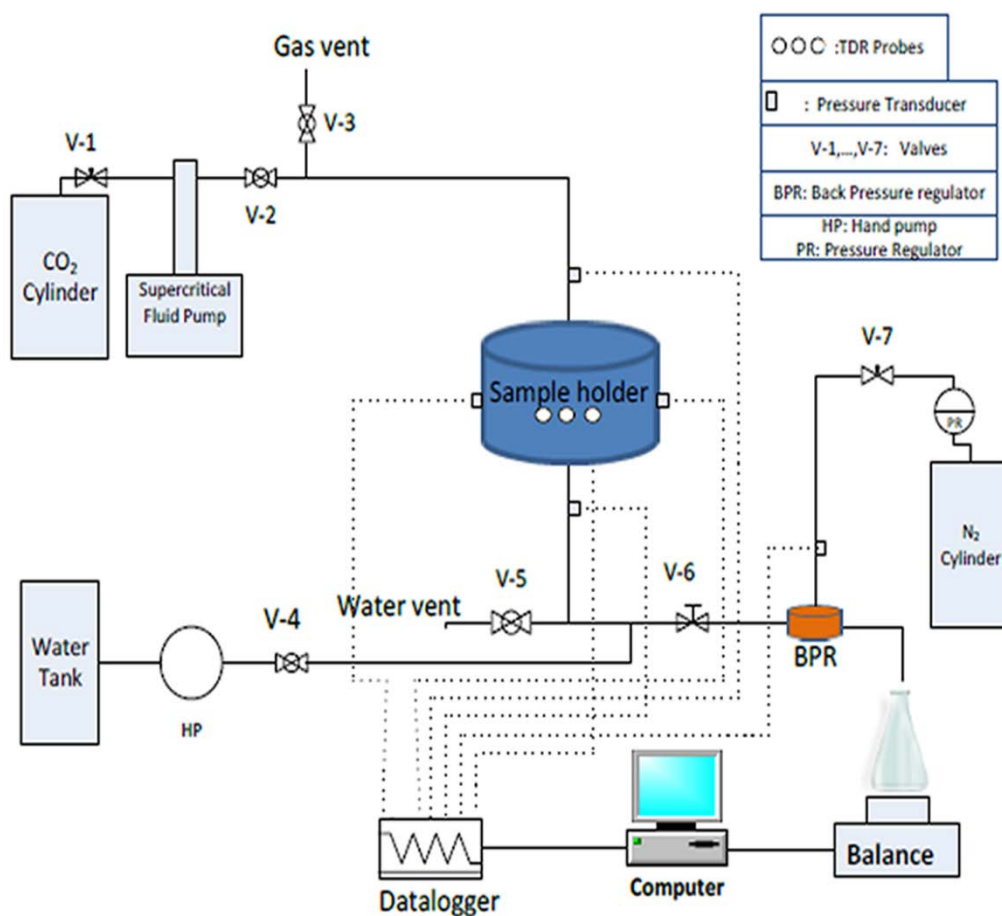 Gas vent
○○○ :TDR Probes
: Pressure Transducer
V-1,...,V-7: Valves
BPR: Back Pressure regulator
HP: Hand pump
PR: Pressure Regulator
V-1
V-3
V-2
CO₂
Cylinder
Supercritical
Fluid Pump
V-7
Sample holder
PR
N₂
Cylinder
V-5
V-6
Water vent
V-4
Water
Tank
BPR
HP
Balance
Computer
Datalogger